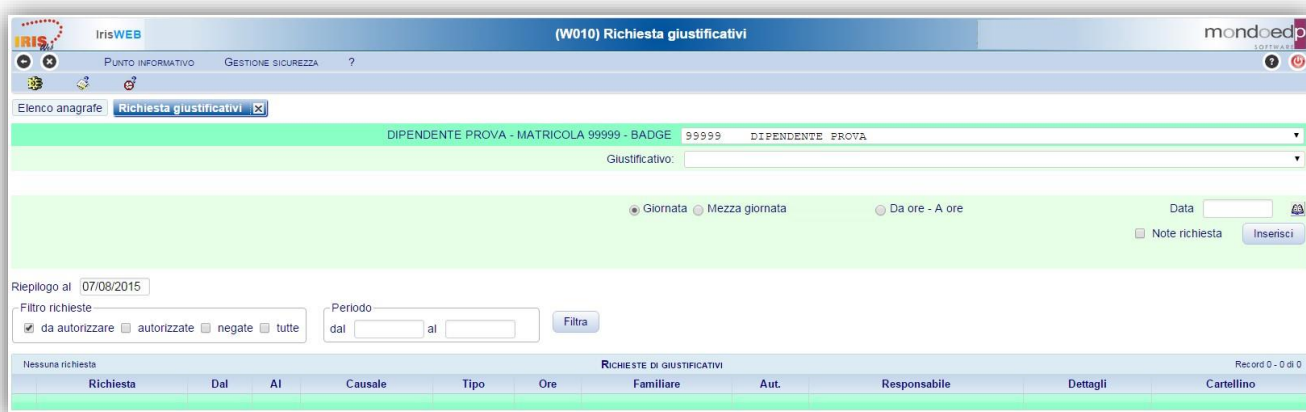 IRIS IrisWEB (W010) Richiesta giustificativi mondoedp
SOFTWARE
PUNTO INFORMATIVO GESTIONE SICUREZZA ? ?
Elenco anagrafe Richiesta giustificativi
DIPENDENTE PROVA - MATRICOLA 99999 - BADGE 99999 DIPENDENTE PROVA
Giustificativo:
Giornata Mezza giornata Da ore - A ore Data
Note richiesta Inserisci
Riepilogo al 07/08/2015
Filtro richieste Periodo
da autorizzare autorizzate negate tutte dal al Filtra
Nessuna richiesta RICHIESTE DI GIUSTIFICATIVI Record 0 - 0 di 0
Richiesta Dal Al Causale Tipo Ore Familiare Aut. Responsabile Dettagli Cartellino